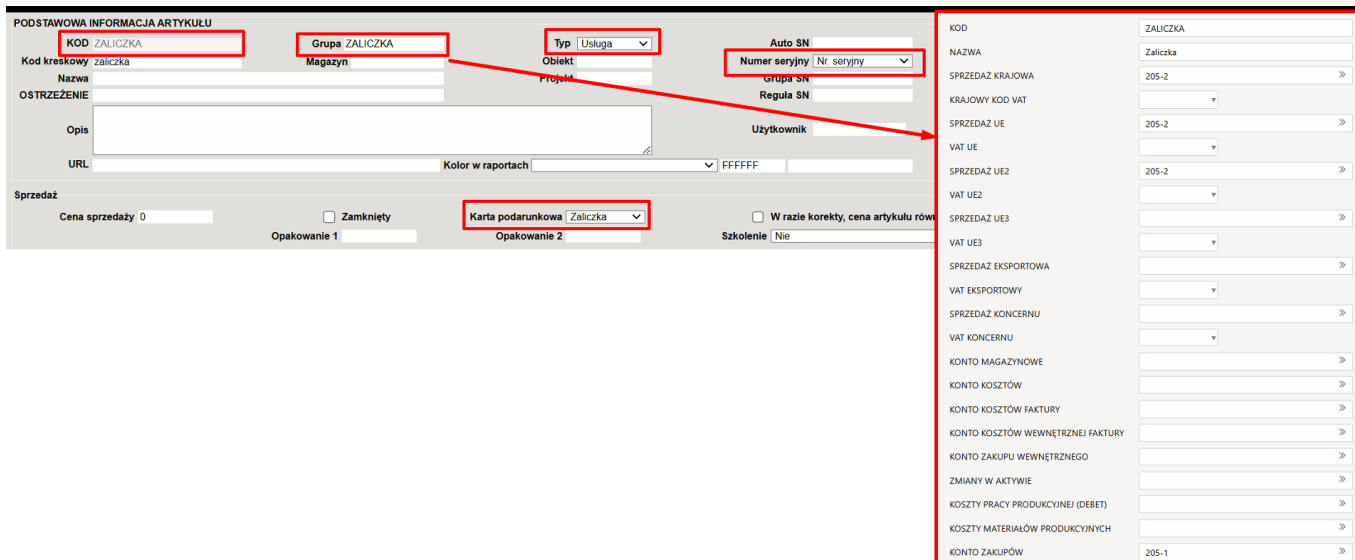 PODSTAWOWA INFORMACJA ARTYKUŁU
KOD ZALICZKA Grupa ZALICZKA Typ Usługa Auto SN
Kod kreskowy zaliczka Magazyn Obiekt Numer seryjny Nr. seryjny
Nazwa Projekt Grupa SN
OSTRZEŻENIE Reguła SN
Opis Użytkownik
URL Kolor w raportach FFFFFF
Sprzedaż
Cena sprzedaży 0 Zamknięty Karta podarunkowa Zaliczka W razie korekty, cena artykułu rów
Opakowanie 1 Opakowanie 2 Szkolenie Nie
KOD ZALICZKA
NAZWA Zaliczka
SPRZEDAŻ KRAJOWA 205-2
KRAJOWY KOD VAT
SPRZEDAŻ UE 205-2
VAT UE
SPRZEDAŻ UE2 205-2
VAT UE2
SPRZEDAŻ UE3
VAT UE3
SPRZEDAŻ EKSPORTOWA
VAT EKSPORTOWY
SPRZEDAŻ KONCERNU
VAT KONCERNU
KONTO MAGAZYNOWE
KONTO KOSZTÓW
KONTO KOSZTÓW FAKTURY
KONTO KOSZTÓW WEWNĘTRZNEJ FAKTURY
KONTO ZAKUPU WEWNĘTRZNEGO
ZMIANY W AKTYWIE
KOSZTY PRACY PRODUKCYJNEJ (DEBET)
KOSZTY MATERIAŁÓW PRODUKCYJNYCH
KONTO ZAKUPÓW 205-1